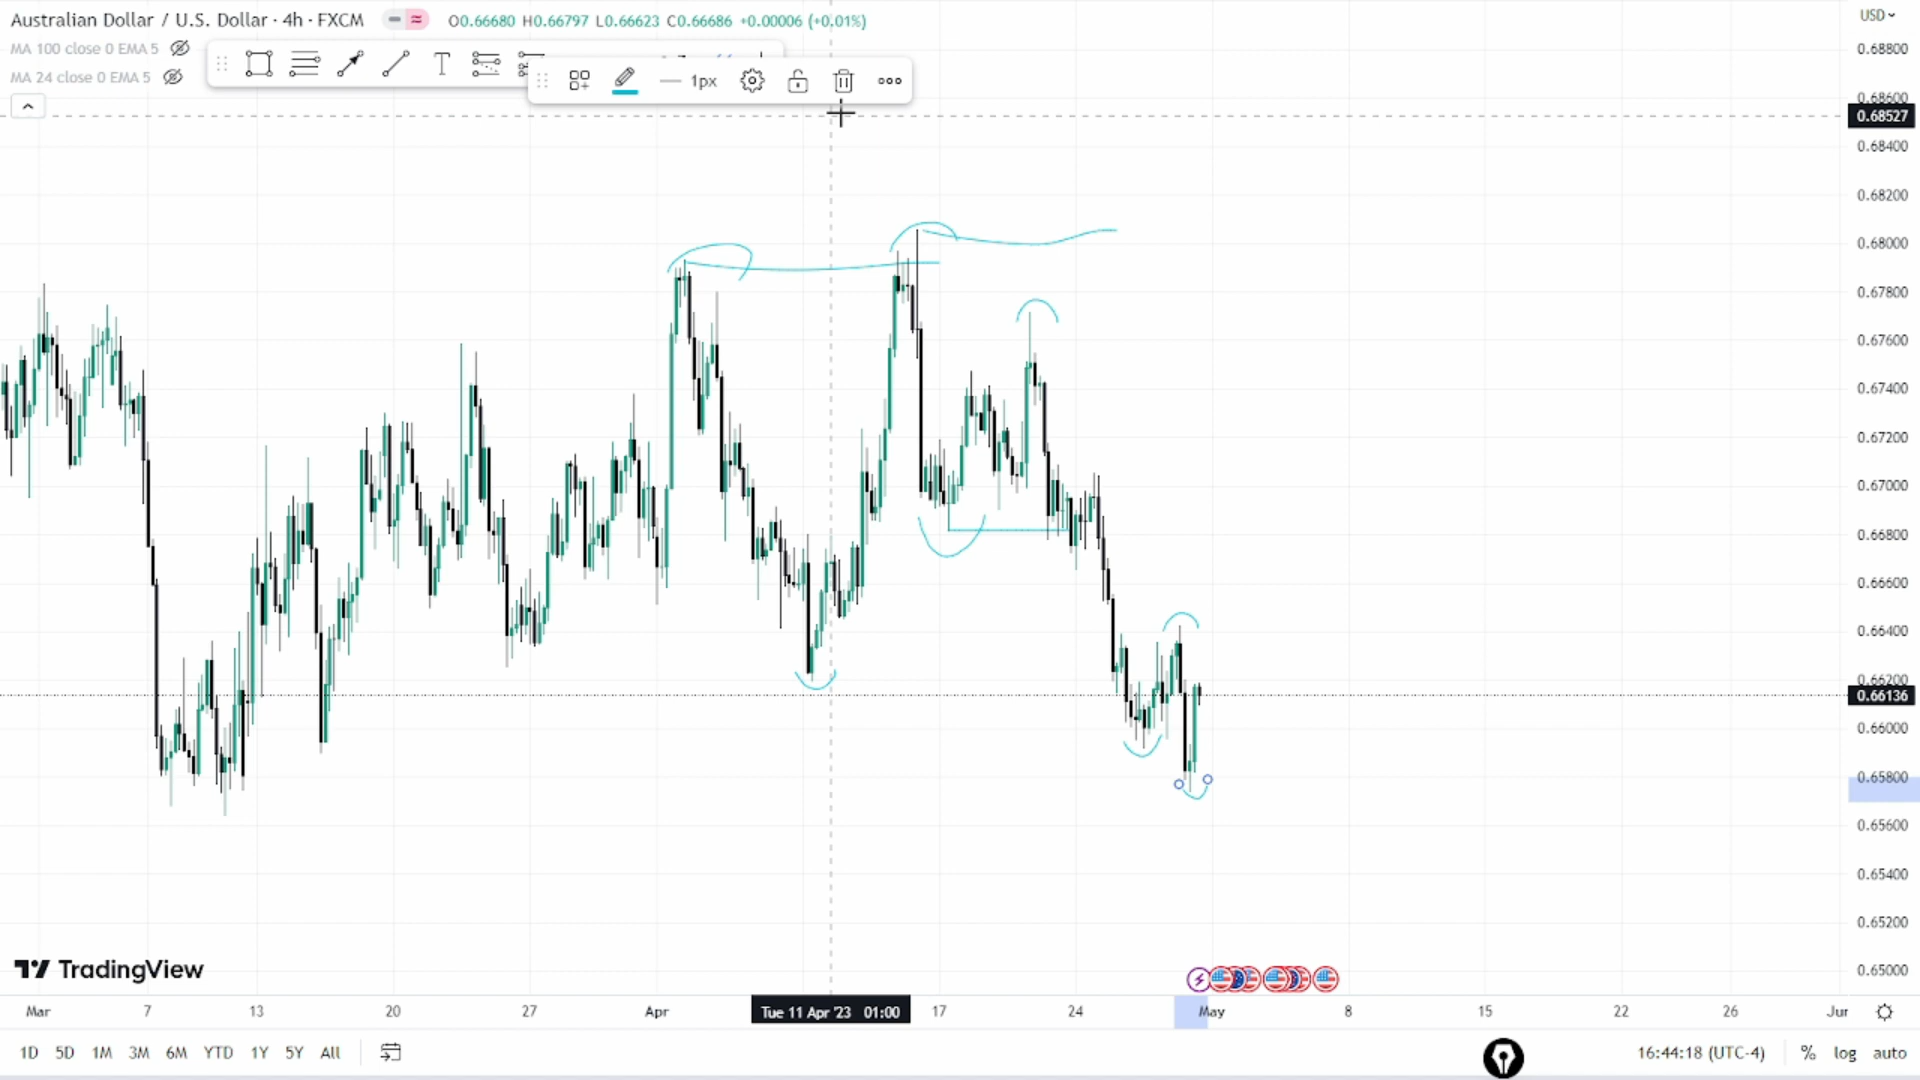 Australian Dollar / U.S. Dollar · 4h · FXCM
O0.66680 H0.66797 L0.66623 C0.66686 +0.00006 (+0.01%)
USD
MA 100 close 0 EMA 5
MA 24 close 0 EMA 5
T
1px
0.68800
0.68600
0.68527
0.68400
0.68200
0.68000
0.67800
0.67600
0.67400
0.67200
0.67000
0.66800
0.66600
0.66400
0.66200
0.66136
0.66000
0.65800
0.65600
0.65400
0.65200
0.65000
TradingView
Mar 7 13 20 27 Apr Tue 11 Apr '23 01:00 17 24 May 8 15 22 26 Jur
1D 5D 1M 3M 6M YTD 1Y 5Y All
16:44:18 (UTC-4) % log auto